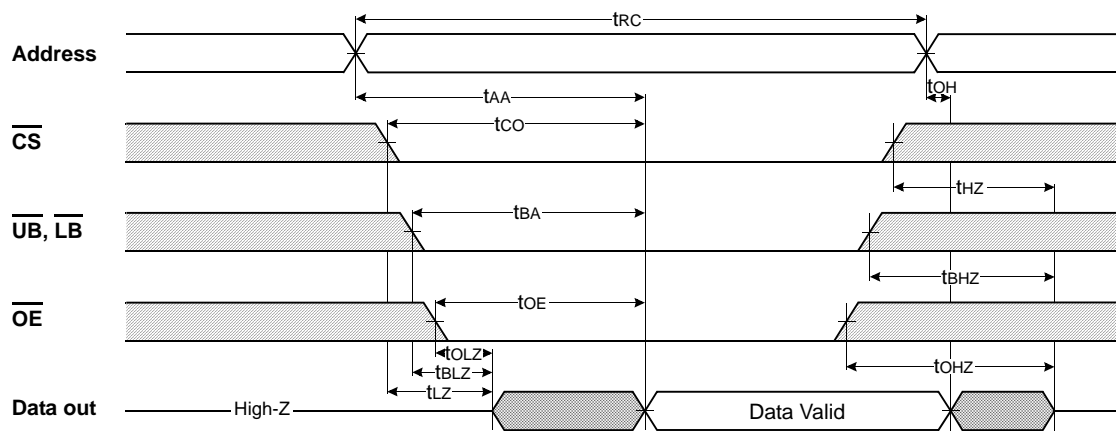 tRC
Address
tOH
tAA
CS
tCO
tHZ
UB, LB
tBA
tBHZ
OE
tOE
tOLZ
tOHZ
tBLZ
tLZ
Data out
High-Z
Data Valid